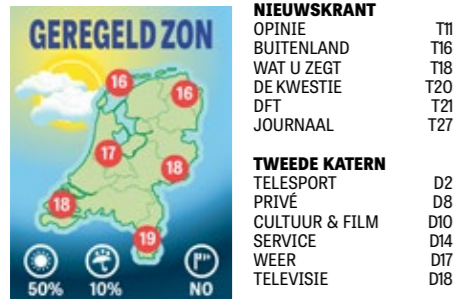 GEREGELD ZON
16
16
17
18
18
19
50% 10% NO
NIEUWSKRANT
OPINIE T11
BUITENLAND T16
WAT U ZEGT T18
DE KWESTIE T20
DFT T21
JOURNAAL T27
TWEEDE KATERN
TELESPORT D2
PRIVÉ D8
CULTUUR & FILM D10
SERVICE D14
WEER D17
TELEVISIE D18